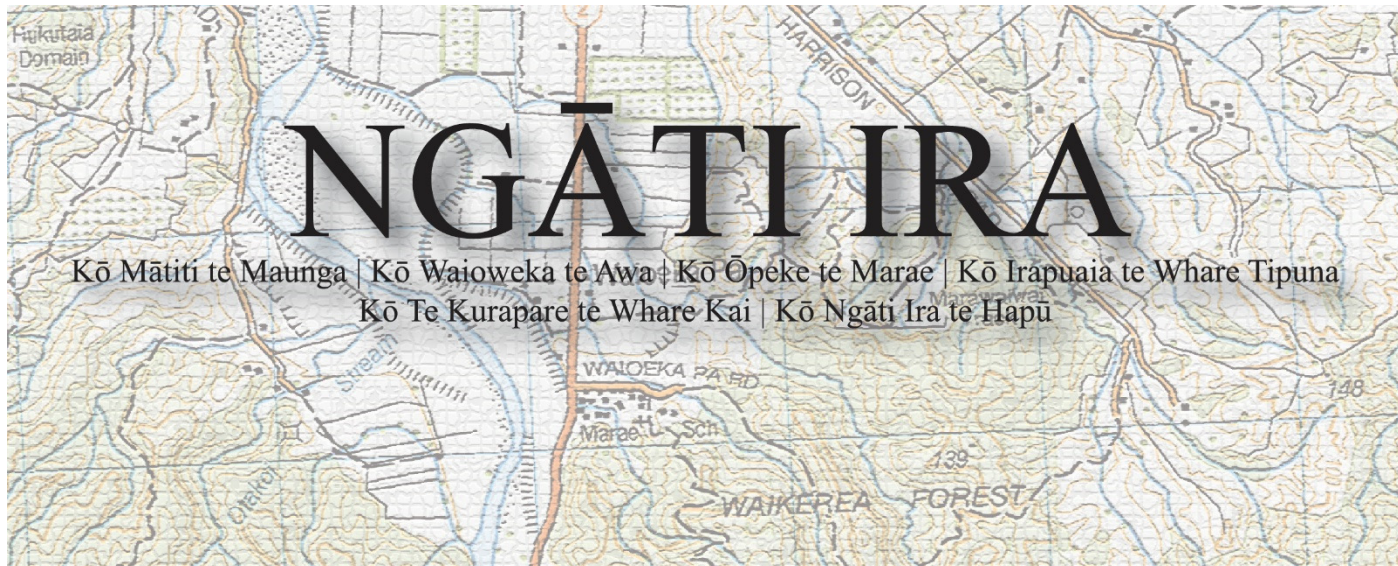 Hukutaia
Domain
HARRISON
NGĀTI IRA
Kō Mātiti te Maunga | Kō Waioweka te Awa | Kō Ōpeke te Marae | Kō Irapuaia te Whare Tipuna
Kō Te Kurapare te Whare Kai | Kō Ngāti Ira te Hapū
Stream
WAIOEKA PA RD
148
Marae
Sch
139
WAIKEREA FOREST